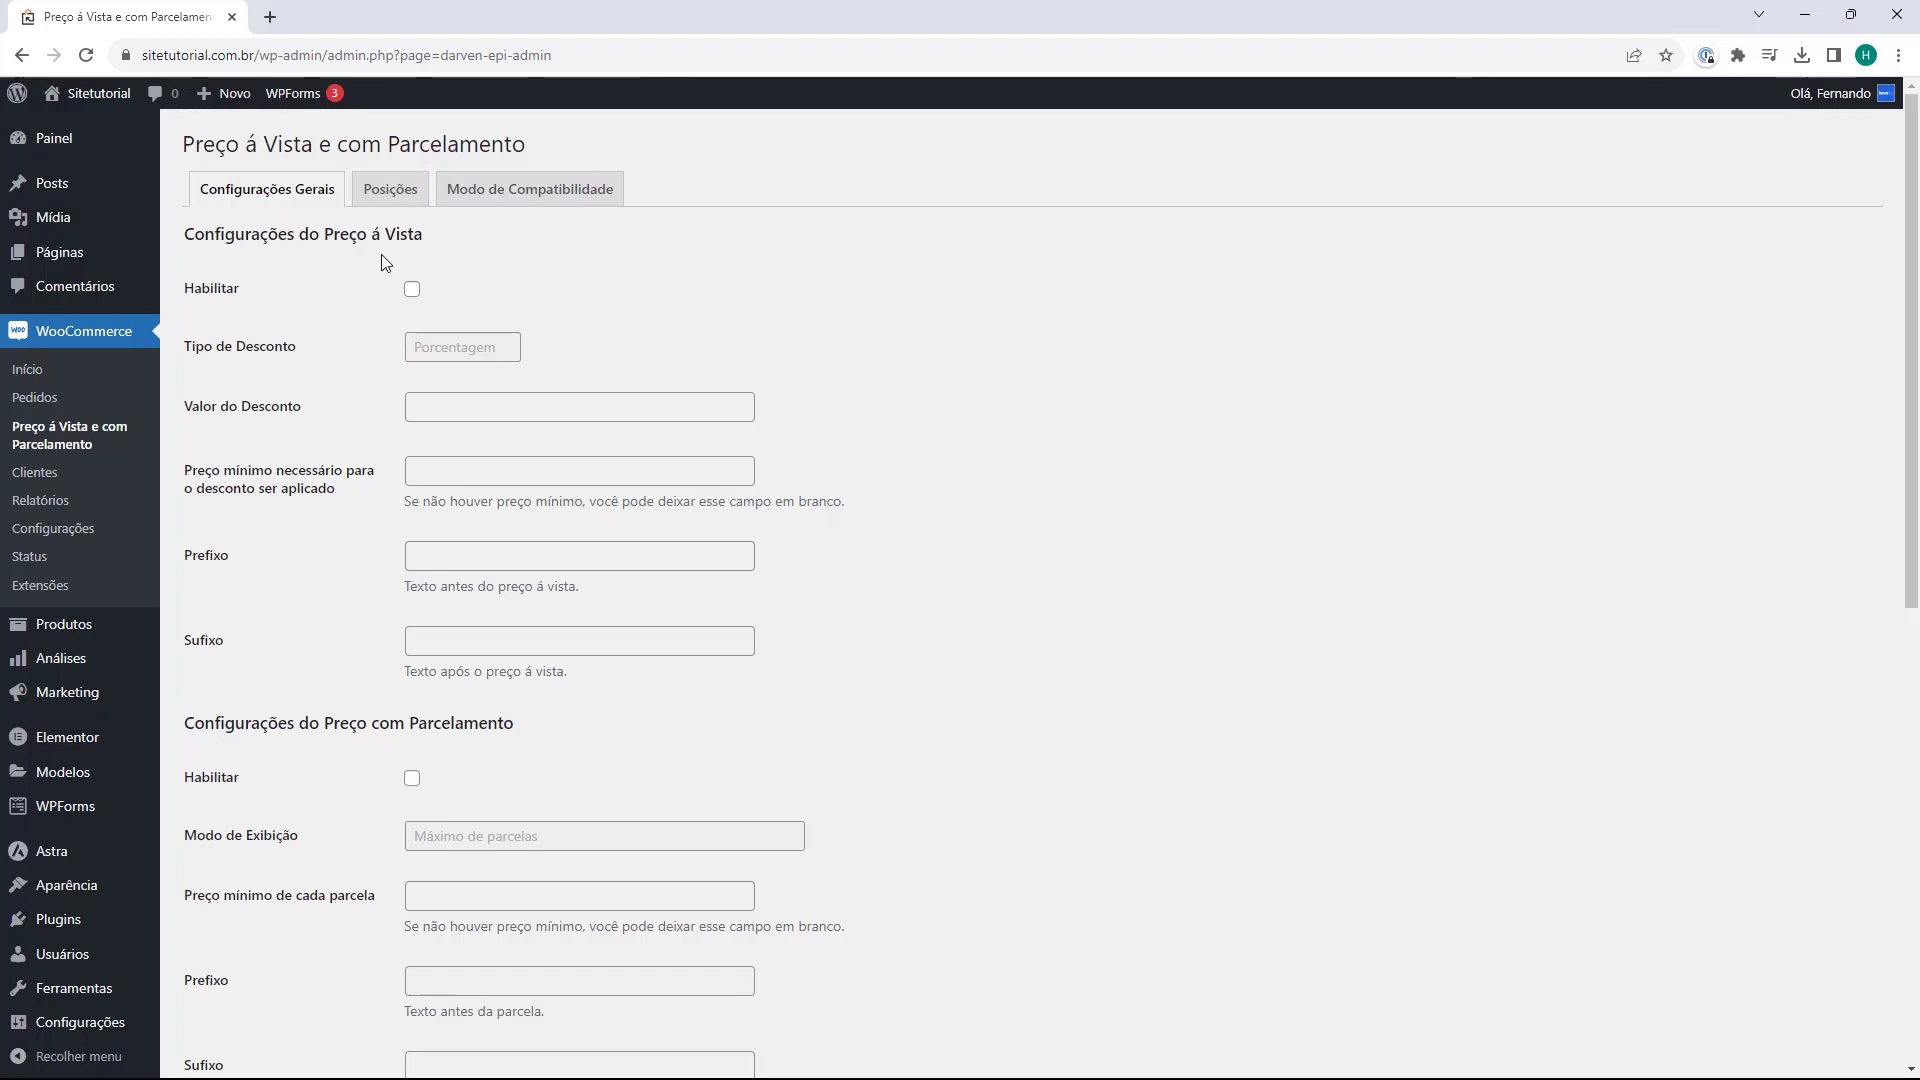 Preço á Vista e com Parcelamen
sitetutorial.com.br/wp-admin/admin.php?page=darven-epi-admin
H
Sitetutorial
0
Novo
WPForms
3
Olá, Fernando
Painel
Posts
Mídia
Páginas
Comentários
woo
WooCommerce
Início
Pedidos
Preço á Vista e com
Parcelamento
Clientes
Relatórios
Configurações
Status
Extensões
Produtos
Análises
Marketing
Elementor
Modelos
WPForms
Astra
Aparência
Plugins
Usuários
Ferramentas
Configurações
Recolher menu
Preço á Vista e com Parcelamento
Configurações Gerais
Posições
Modo de Compatibilidade
Configurações do Preço á Vista
Habilitar
Tipo de Desconto
Porcentagem
Valor do Desconto
Preço mínimo necessário para
o desconto ser aplicado
Se não houver preço mínimo, você pode deixar esse campo em branco.
Prefixo
Texto antes do preço á vista.
Sufixo
Texto após o preço á vista.
Configurações do Preço com Parcelamento
Habilitar
Modo de Exibição
Máximo de parcelas
Preço mínimo de cada parcela
Se não houver preço mínimo, você pode deixar esse campo em branco.
Prefixo
Texto antes da parcela.
Sufixo